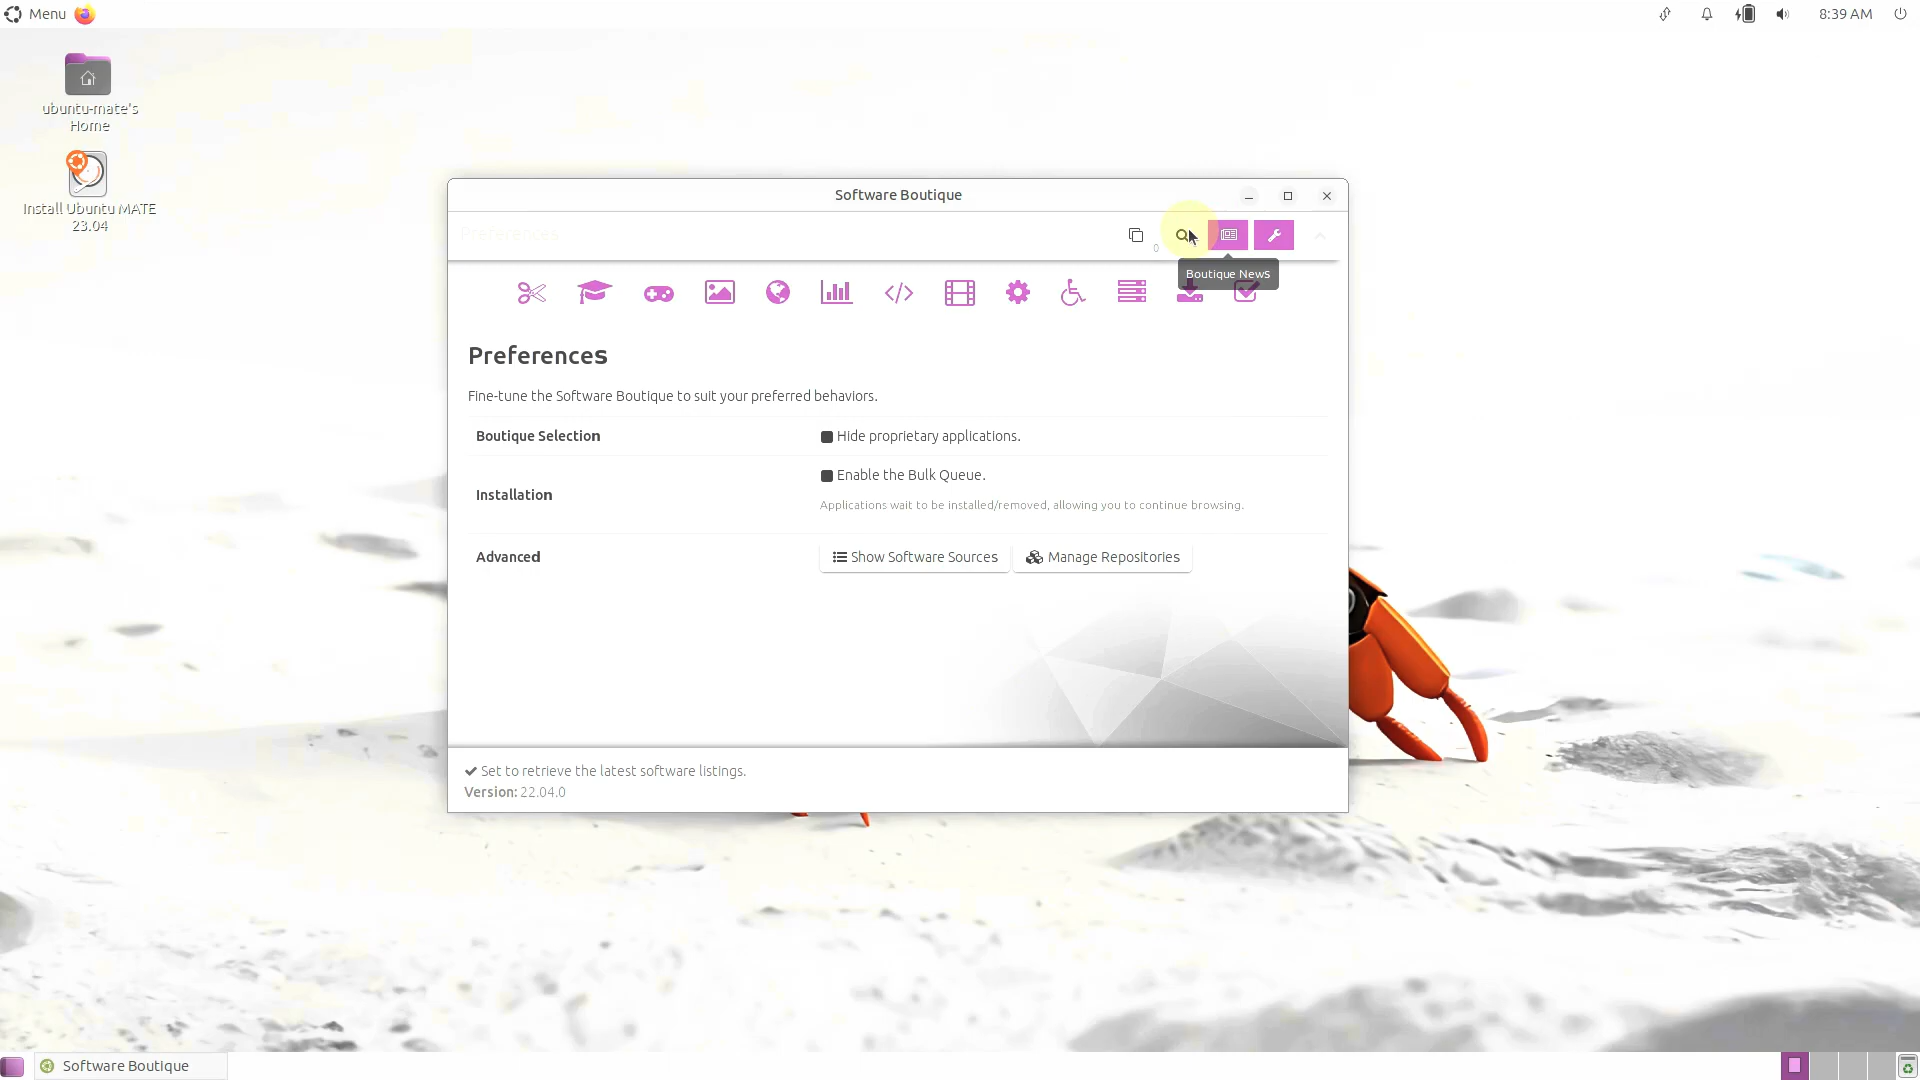 Menu
8:39 AM
ubuntu-mate's
Home
Install Ubuntu MATE
23.04
Software Boutique
Preferences
0
Boutique News
Preferences
Fine-tune the Software Boutique to suit your preferred behaviors.
Boutique Selection
Hide proprietary applications.
Enable the Bulk Queue.
Installation
Applications wait to be installed/removed, allowing you to continue browsing.
Advanced
Show Software Sources
Manage Repositories
Set to retrieve the latest software listings.
Version: 22.04.0
Software Boutique